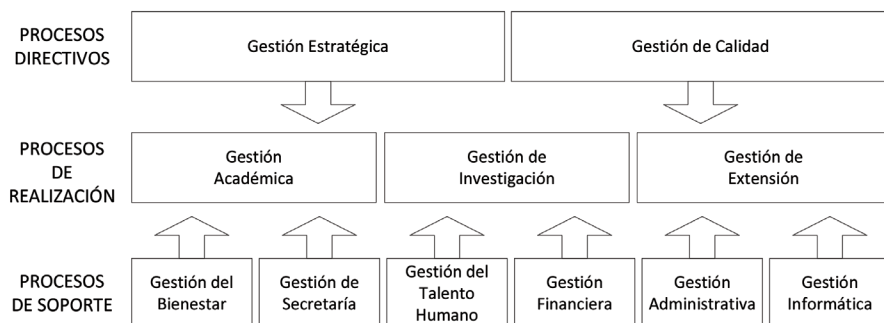 PROCESOS
DIRECTIVOS
Gestión Estratégica
Gestión de Calidad
PROCESOS
DE
REALIZACIÓN
Gestión
Académica
Gestión de
Investigación
Gestión de
Extensión
PROCESOS
DE SOPORTE
Gestión del
Bienestar
Gestión de
Secretaría
Gestión del
Talento
Humano
Gestión
Financiera
Gestión
Administrativa
Gestión
Informática